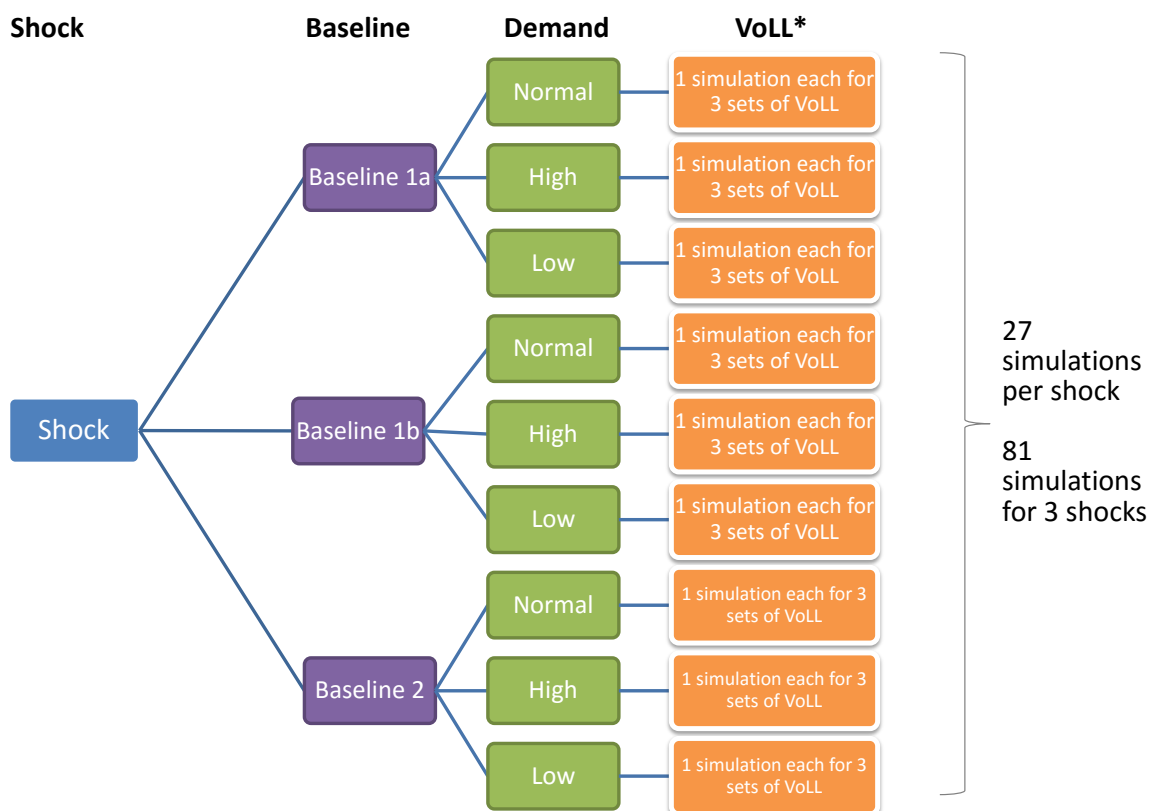 Shock
Baseline
Demand
VoLL*
Shock
Baseline 1a
Normal
1 simulation each for
3 sets of VoLL
High
1 simulation each for
3 sets of VoLL
Low
1 simulation each for
3 sets of VoLL
Baseline 1b
Normal
1 simulation each for
3 sets of VoLL
High
1 simulation each for
3 sets of VoLL
Low
1 simulation each for
3 sets of VoLL
Baseline 2
Normal
1 simulation each for 3
sets of VoLL
High
1 simulation each for 3
sets of VoLL
Low
1 simulation each for 3
sets of VoLL
27
simulations
per shock
81
simulations
for 3 shocks